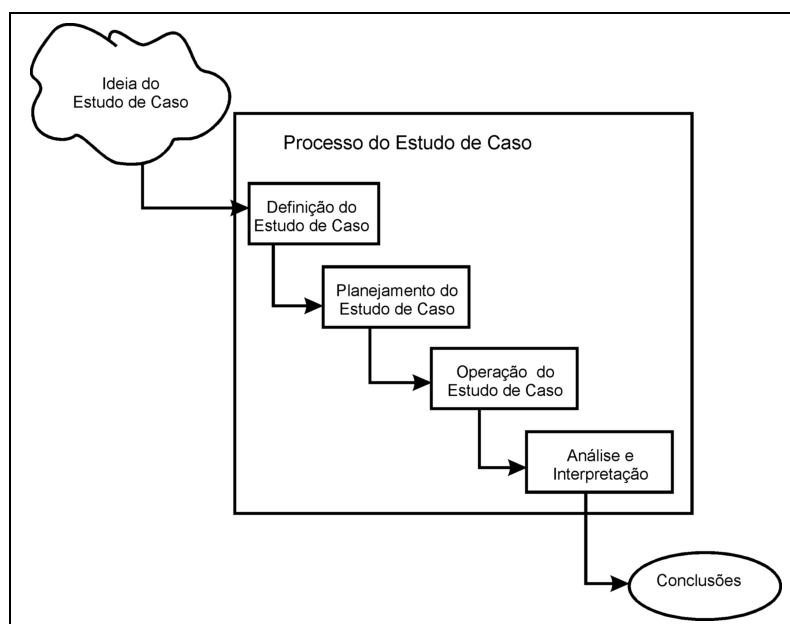 Ideia do
Estudo de Caso
Processo do Estudo de Caso
Definição do
Estudo de Caso
Planejamento do
Estudo de Caso
Operação do
Estudo de Caso
Análise e
Interpretação
Conclusões